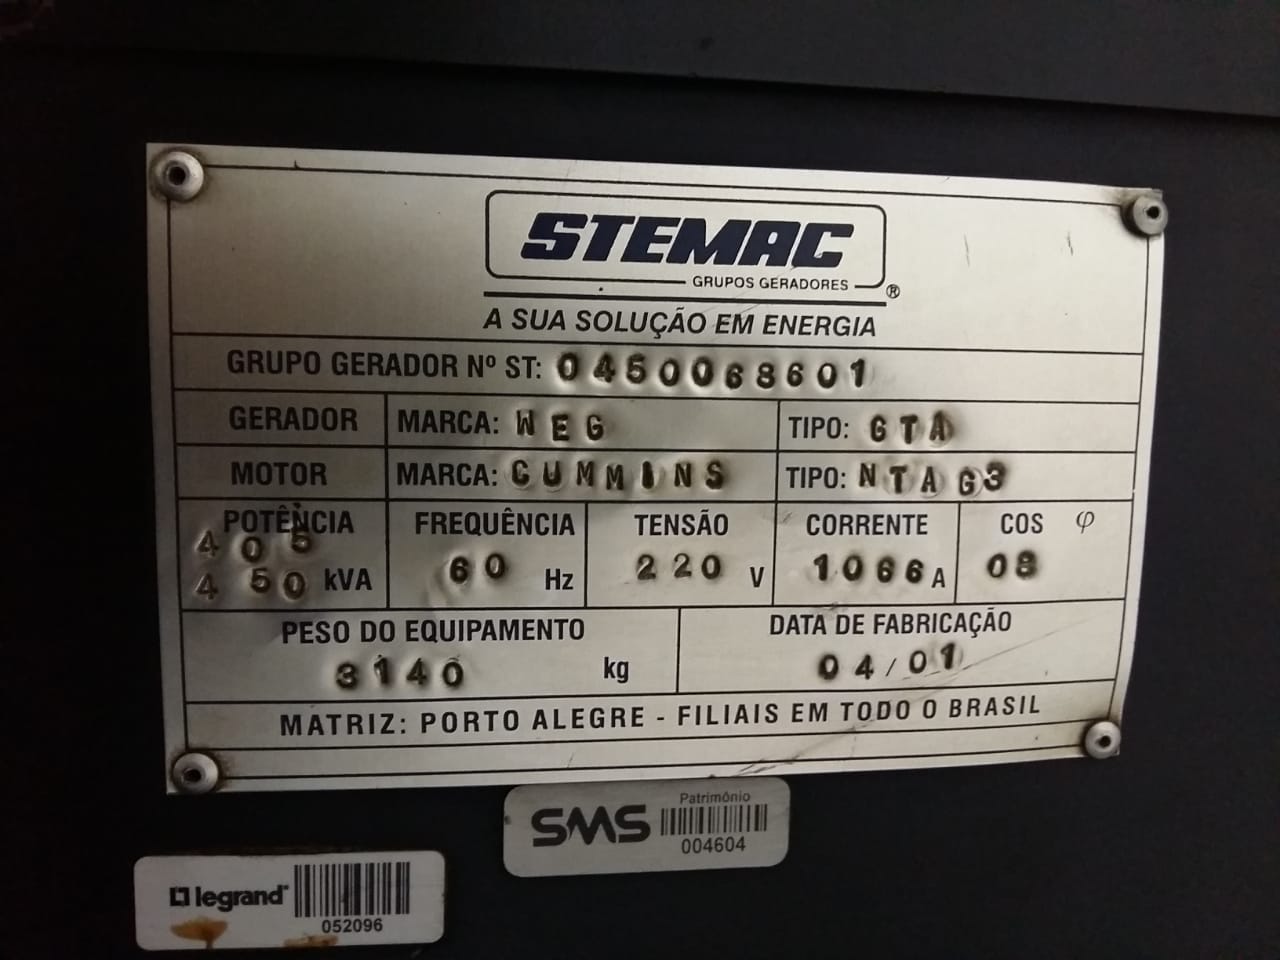 STEMAC
GRUPOS GERADORES
®
A SUA SOLUÇÃO EM ENERGIA
GRUPO GERADOR Nº ST: 0450068601
GERADOR MARCA: WEG TIPO: GTA
MOTOR MARCA: CUMMINS TIPO: NTA G3
POTÊNCIA FREQUÊNCIA TENSÃO CORRENTE COS φ
405
450 kVA 60 Hz 220 V 1066 A 08
PESO DO EQUIPAMENTO DATA DE FABRICAÇÃO
3140 kg 04/01
MATRIZ: PORTO ALEGRE - FILIAIS EM TODO O BRASIL
Patrimônio
SMS
004604
legrand
052096